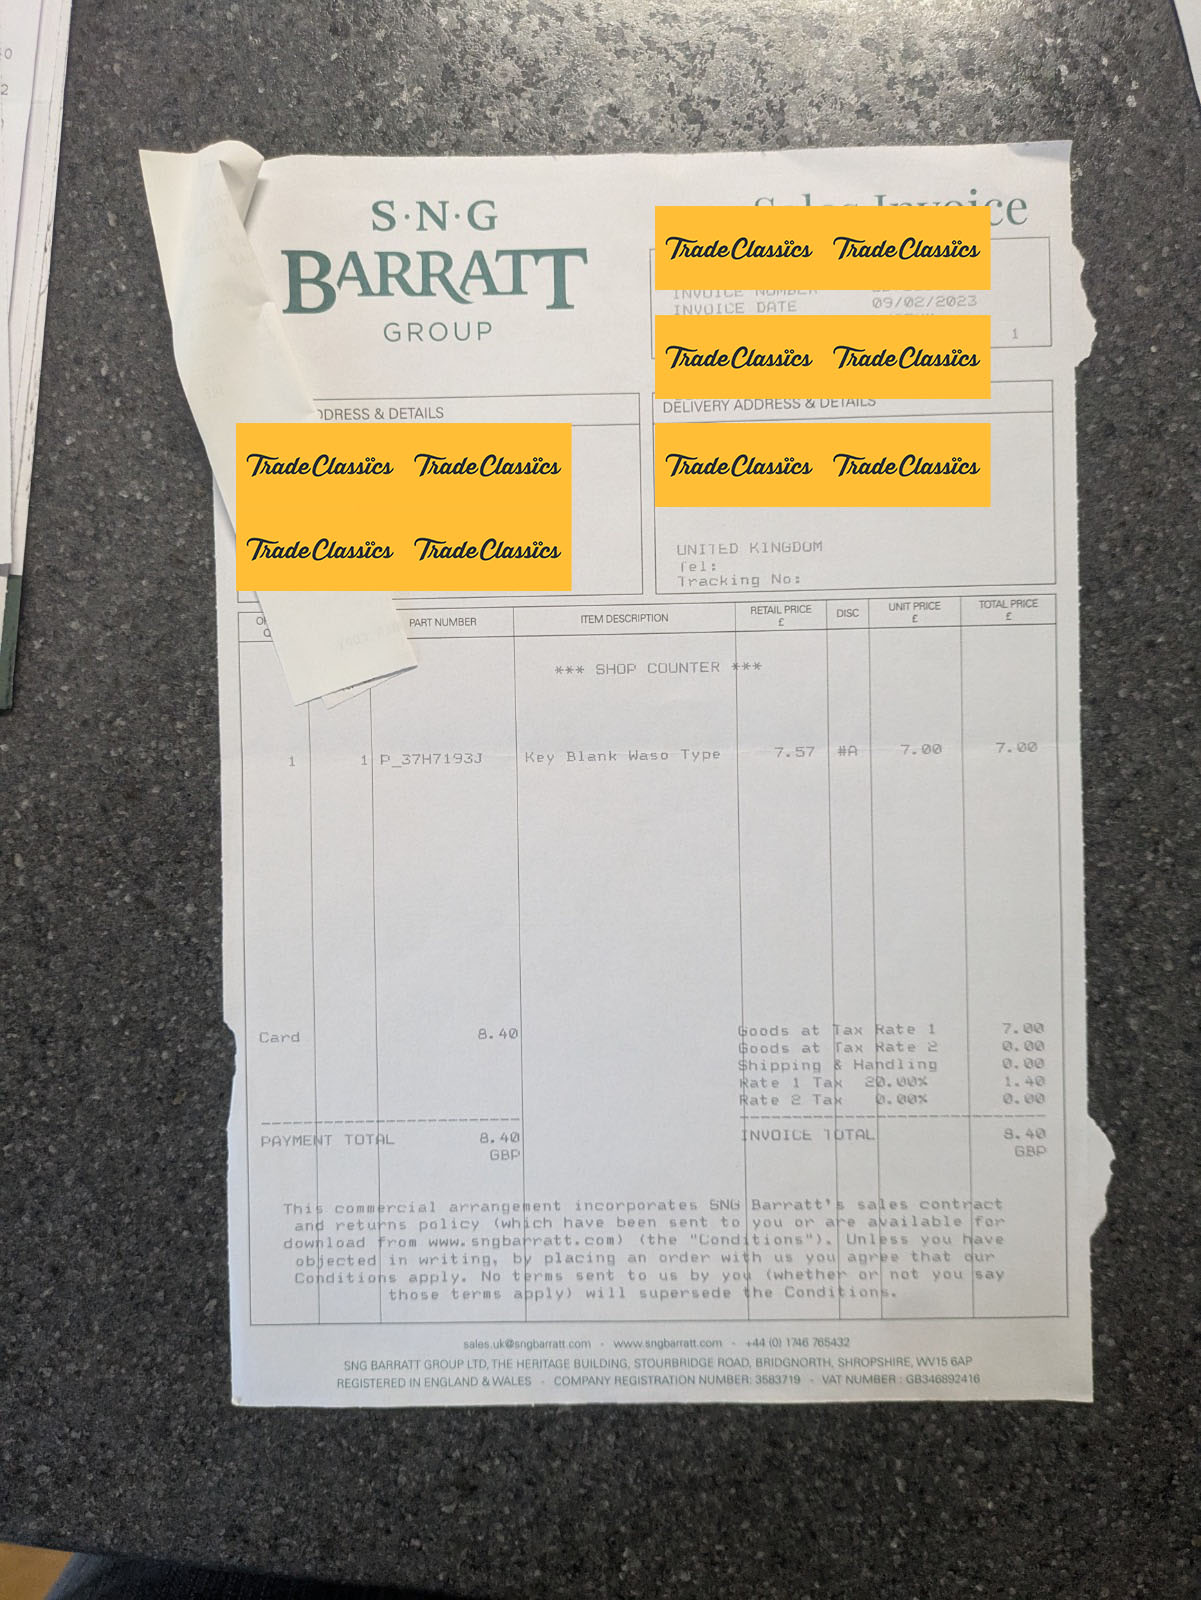 S·N·G
BARRATT
GROUP
Sales Invoice
TradeClassics TradeClassics
INVOICE NUMBER
INVOICE DATE 09/02/2023
1
TradeClassics TradeClassics
DDRESS & DETAILS
DELIVERY ADDRESS & DETAILS
TradeClassics TradeClassics
TradeClassics TradeClassics
TradeClassics TradeClassics
UNITED KINGDOM
Tel:
Tracking No:
PART NUMBER ITEM DESCRIPTION RETAIL PRICE £ DISC UNIT PRICE £ TOTAL PRICE £
*** SHOP COUNTER ***
1 1 P_37H7193J Key Blank Waso Type 7.57 #A 7.00 7.00
Card 8.40
Goods at Tax Rate 1 7.00
Goods at Tax Rate 2 0.00
Shipping & Handling 0.00
Rate 1 Tax 20.00% 1.40
Rate 2 Tax 0.00% 0.00
PAYMENT TOTAL 8.40
GBP
INVOICE TOTAL 8.40
GBP
This commercial arrangement incorporates SNG Barratt's sales contract
and returns policy (which have been sent to you or are available for
download from www.sngbarratt.com) (the "Conditions"). Unless you have
objected in writing, by placing an order with us you agree that our
Conditions apply. No terms sent to us by you (whether or not you say
those terms apply) will supersede the Conditions.
sales.uk@sngbarratt.com - www.sngbarratt.com - +44 (0) 1746 765432
SNG BARRATT GROUP LTD, THE HERITAGE BUILDING, STOURBRIDGE ROAD, BRIDGNORTH, SHROPSHIRE, WV15 6AP
REGISTERED IN ENGLAND & WALES - COMPANY REGISTRATION NUMBER: 3583719 - VAT NUMBER : GB346892416